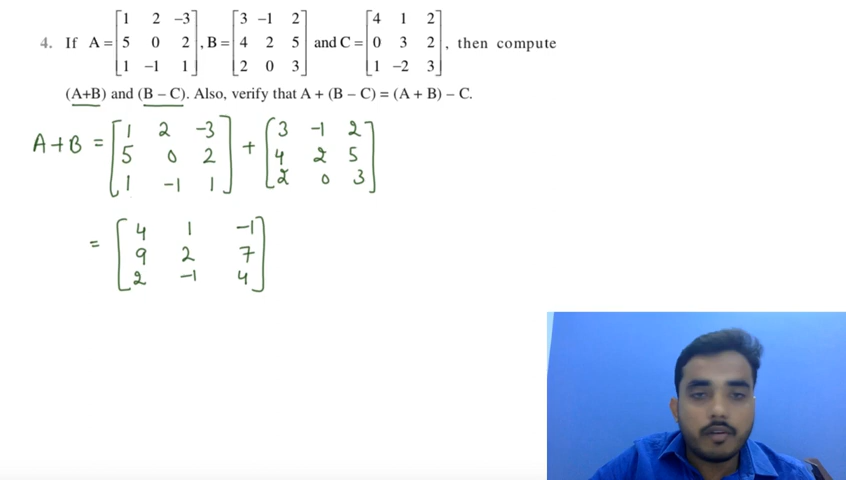 4. If A = [1 2 –3; 5 0 2; 1 –1 1], B = [3 –1 2; 4 2 5; 2 0 3] and C = [4 1 2; 0 3 2; 1 –2 3], then compute
(A+B) and (B – C). Also, verify that A + (B – C) = (A + B) – C.
A+B = [1 2 -3; 5 0 2; 1 -1 1] + [3 -1 2; 4 2 5; 2 0 3]
= [4 1 -1; 9 2 7; 2 -1 4]